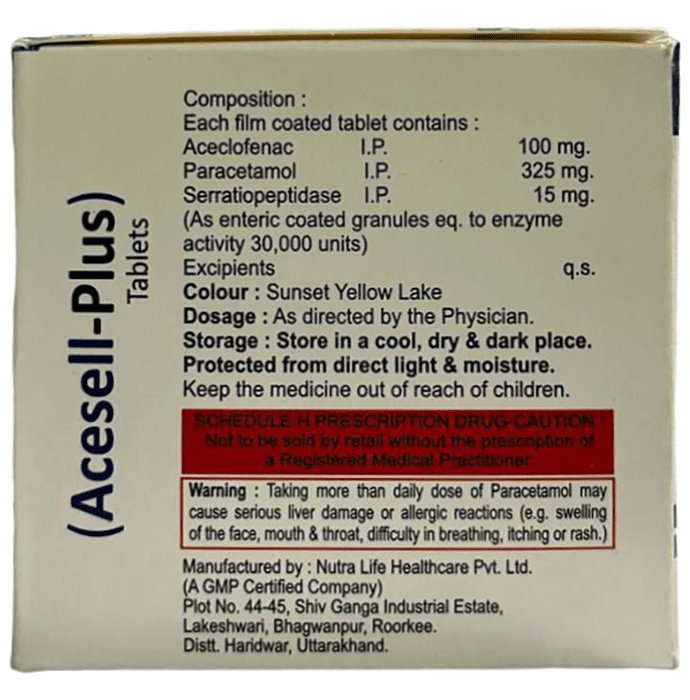 (Acesell-Plus)
Tablets
Composition :
Each film coated tablet contains :
Aceclofenac I.P. 100 mg.
Paracetamol I.P. 325 mg.
Serratiopeptidase I.P. 15 mg.
(As enteric coated granules eq. to enzyme
activity 30,000 units)
Excipients q.s.
Colour : Sunset Yellow Lake
Dosage : As directed by the Physician.
Storage : Store in a cool, dry & dark place.
Protected from direct light & moisture.
Keep the medicine out of reach of children.
SCHEDULE H PRESCRIPTION DRUG-CAUTION
Not to be sold by retail without the prescription of
a Registered Medical Practitioner
Warning : Taking more than daily dose of Paracetamol may
cause serious liver damage or allergic reactions (e.g. swelling
of the face, mouth & throat, difficulty in breathing, itching or rash.)
Manufactured by : Nutra Life Healthcare Pvt. Ltd.
(A GMP Certified Company)
Plot No. 44-45, Shiv Ganga Industrial Estate,
Lakeshwari, Bhagwanpur, Roorkee.
Distt. Haridwar, Uttarakhand.